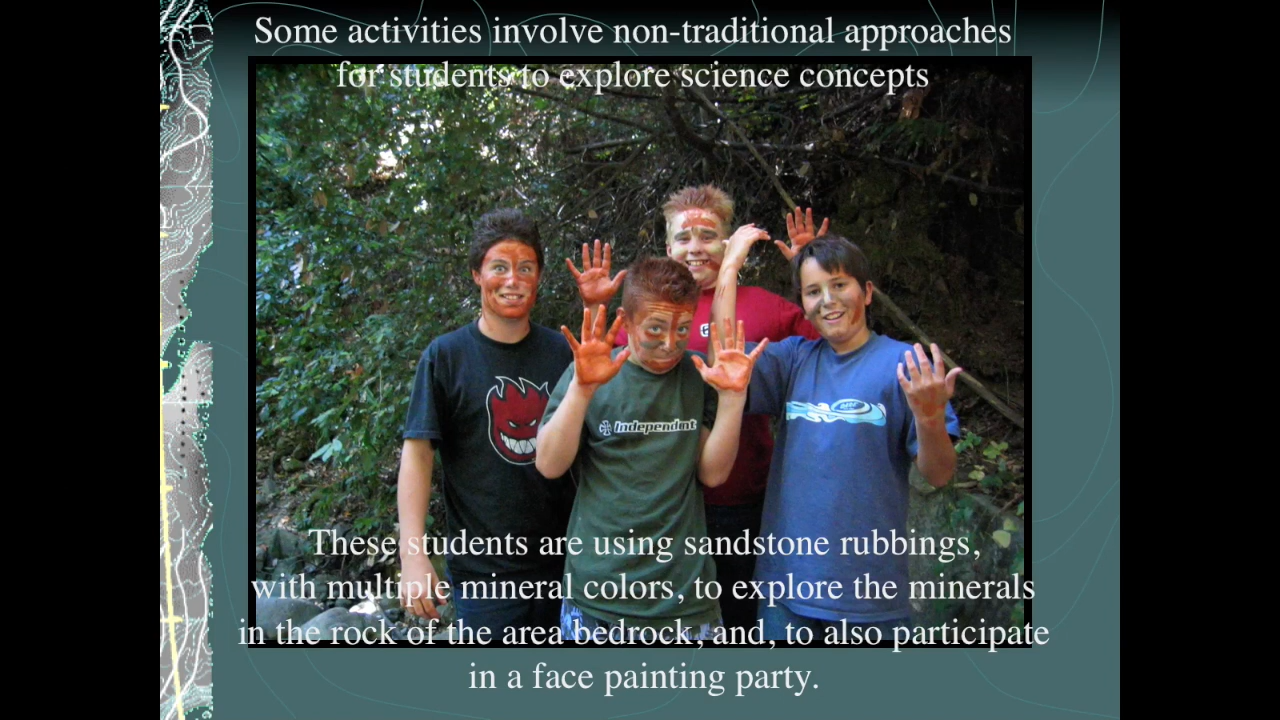 Some activities involve non-traditional approaches
for students to explore science concepts
Independent
These students are using sandstone rubbings,
with multiple mineral colors, to explore the minerals
in the rock of the area bedrock, and, to also participate
in a face painting party.